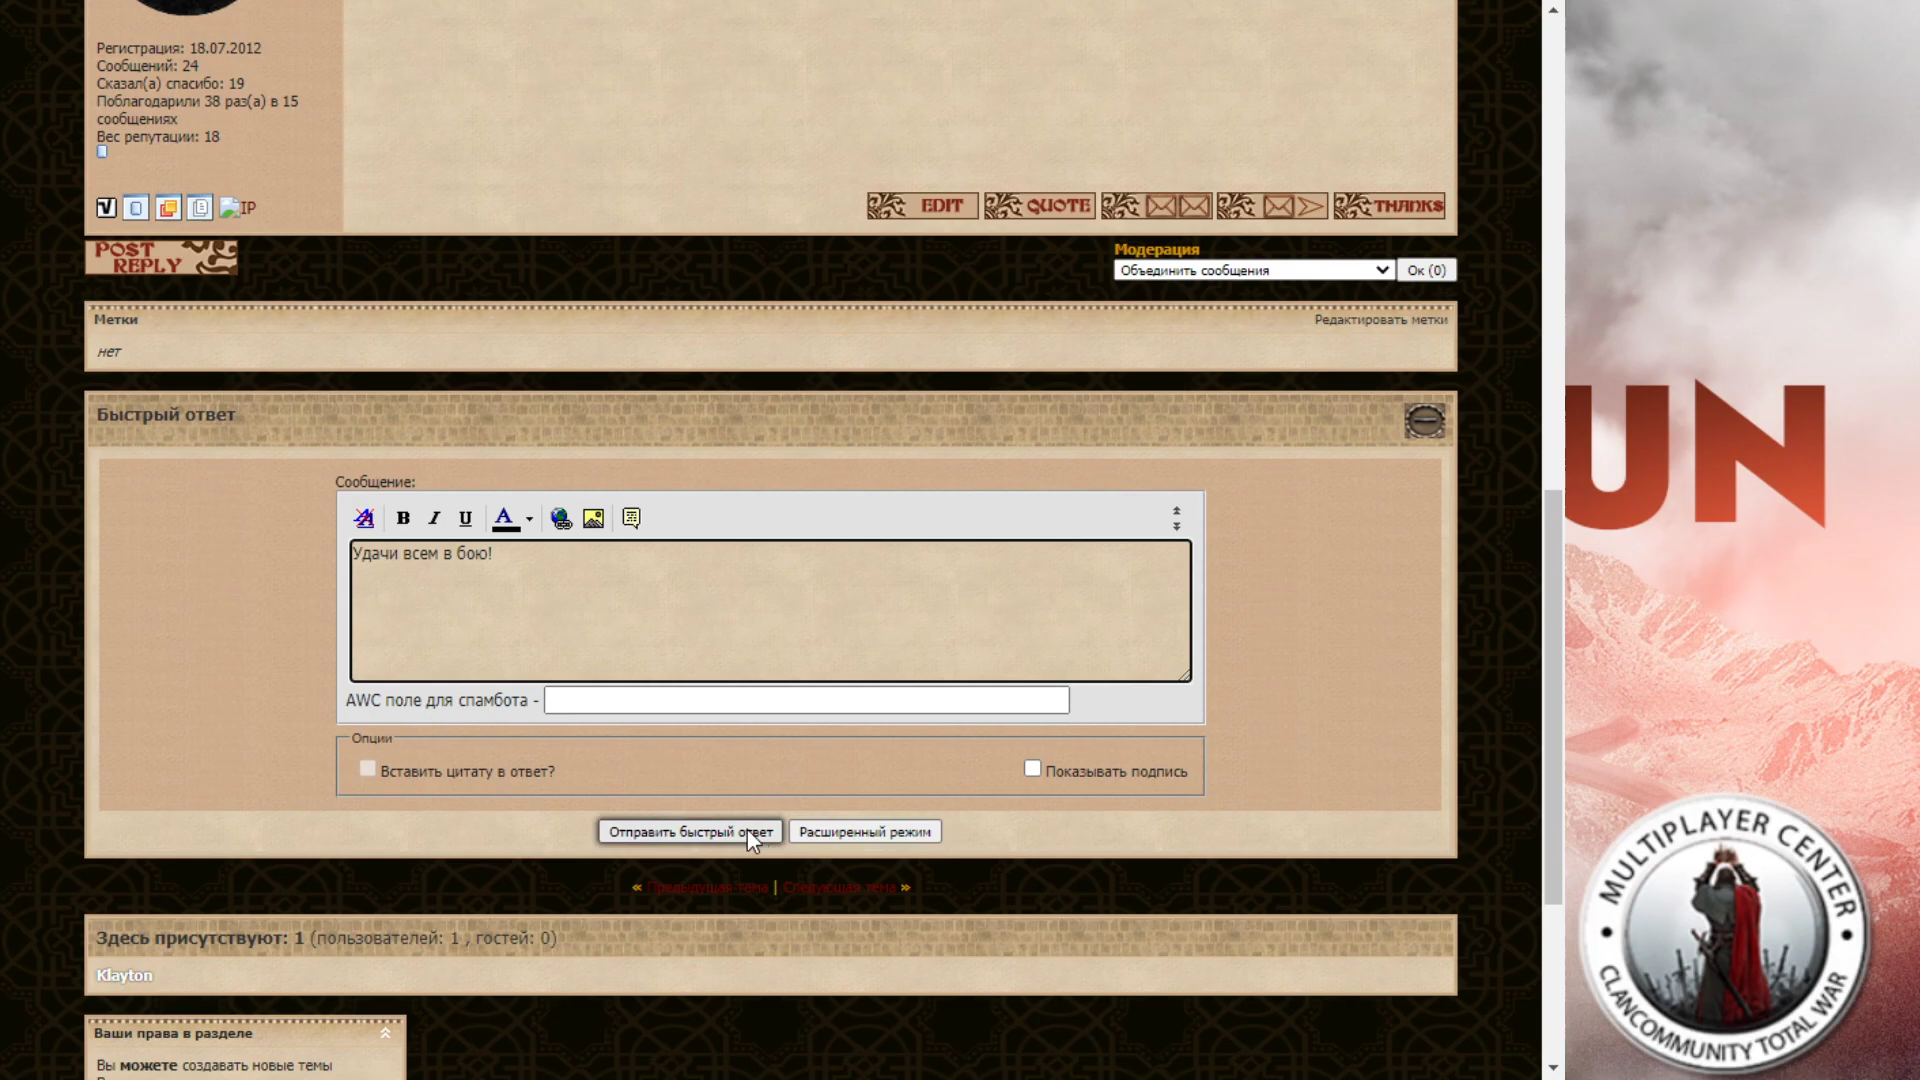 Регистрация: 18.07.2012
Сообщений: 24
Сказал(а) спасибо: 19
Поблагодарили 38 раз(а) в 15
сообщениях
Вес репутации: 18
IP
EDIT
QUOTE
THANKS
POST
REPLY
Модерация
Объединить сообщения
Ок (0)
Метки
Редактировать метки
нет
Быстрый ответ
Сообщение:
B I U A
Удачи всем в бою!
AWC поле для спамбота -
Опции
Вставить цитату в ответ?
Показывать подпись
Отправить быстрый ответ
Расширенный режим
« Предыдущая тема | Следующая тема »
Здесь присутствуют: 1 (пользователей: 1 , гостей: 0)
Klayton
Ваши права в разделе
Вы можете создавать новые темы
UN
MULTIPLAYER CENTER
CLANCOMMUNITY TOTAL WAR